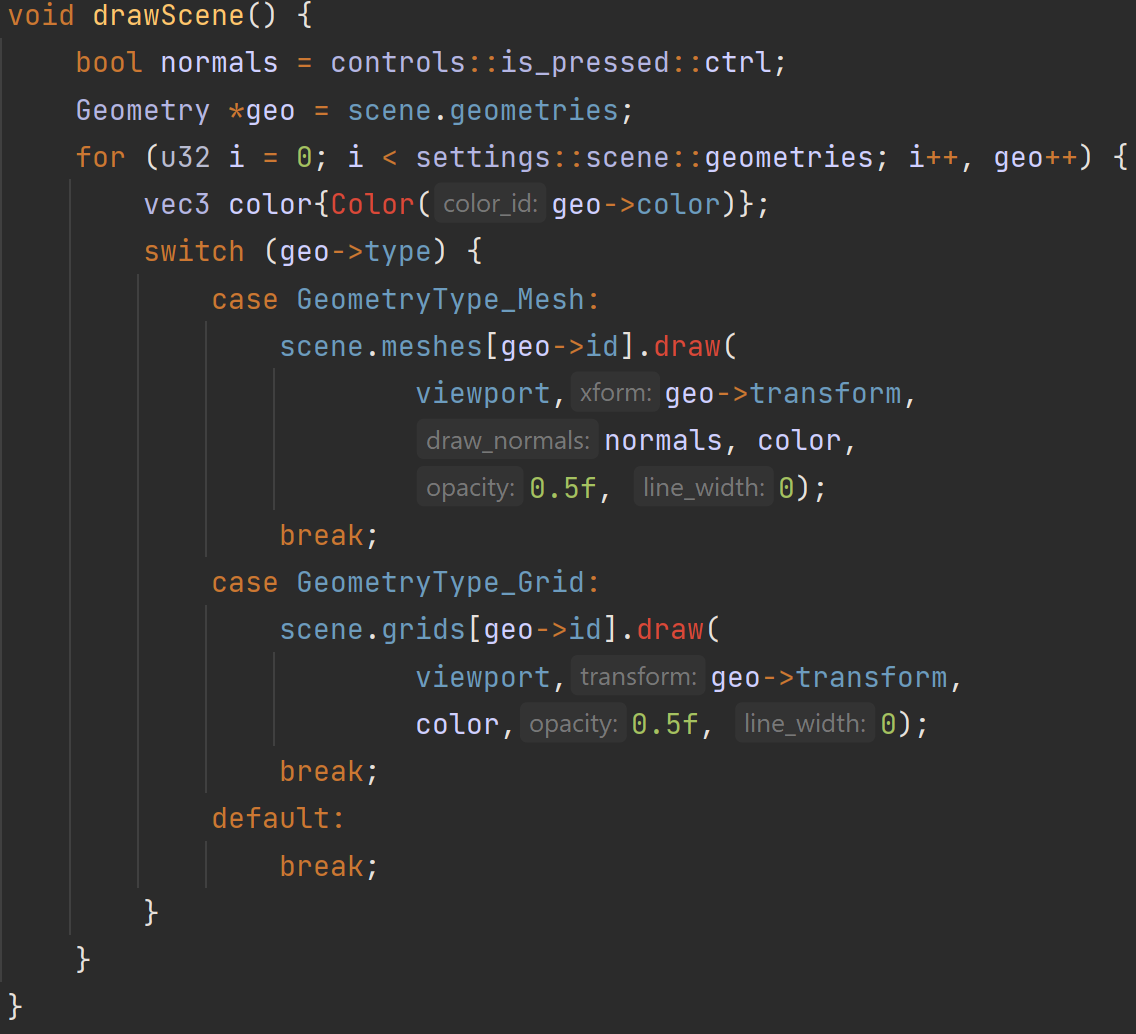 void drawScene() {
    bool normals = controls::is_pressed::ctrl;
    Geometry *geo = scene.geometries;
    for (u32 i = 0; i < settings::scene::geometries; i++, geo++) {
        vec3 color{Color( color_id: geo->color)};
        switch (geo->type) {
            case GeometryType_Mesh:
                scene.meshes[geo->id].draw(
                        viewport, xform: geo->transform,
                        draw_normals: normals, color,
                        opacity: 0.5f, line_width: 0);
                break;
            case GeometryType_Grid:
                scene.grids[geo->id].draw(
                        viewport, transform: geo->transform,
                        color, opacity: 0.5f, line_width: 0);
                break;
            default:
                break;
        }
    }
}